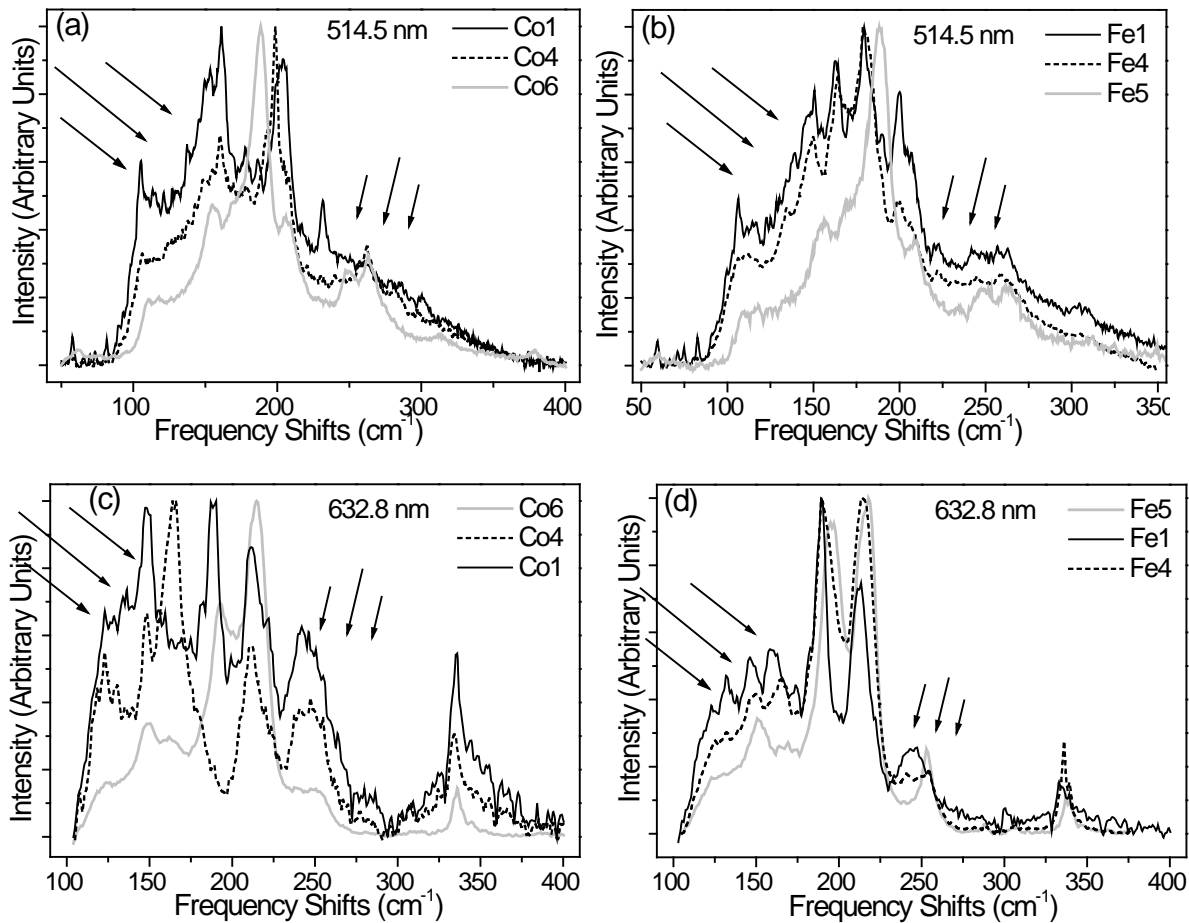 (a)
514.5 nm
Co1
Co4
Co6
Intensity (Arbitrary Units)
100 150 200 250 300 350 400
Frequency Shifts (cm-1)
(b)
514.5 nm
Fe1
Fe4
Fe5
Intensity (Arbitrary Units)
50 100 150 200 250 300 350
Frequency Shifts (cm-1)
(c)
632.8 nm
Co6
Co4
Co1
Intensity (Arbitrary Units)
100 150 200 250 300 350 400
Frequency Shifts (cm-1)
(d)
632.8 nm
Fe5
Fe1
Fe4
Intensity (Arbitrary Units)
100 150 200 250 300 350 400
Frequency Shifts (cm-1)